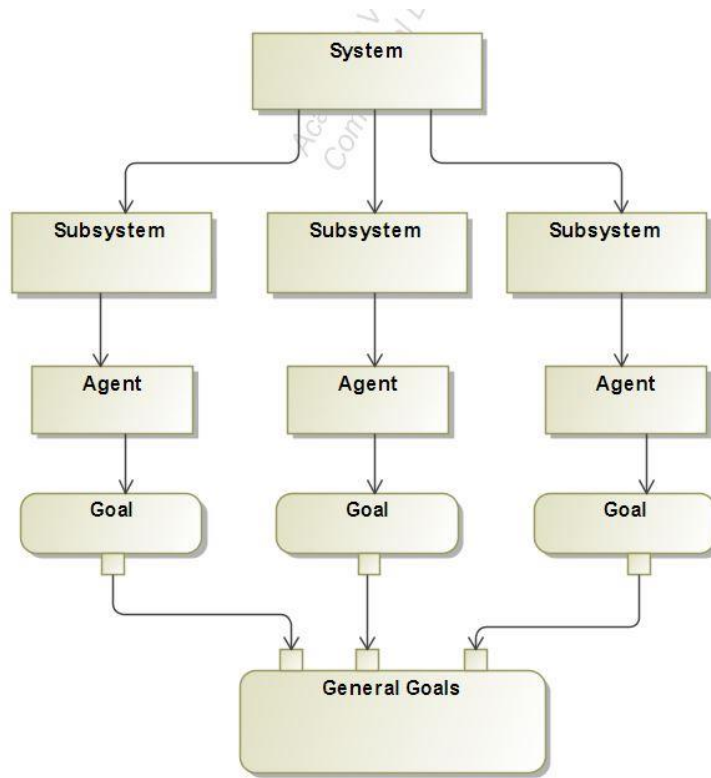 System
Subsystem
Subsystem
Subsystem
Agent
Agent
Agent
Goal
Goal
Goal
General Goals